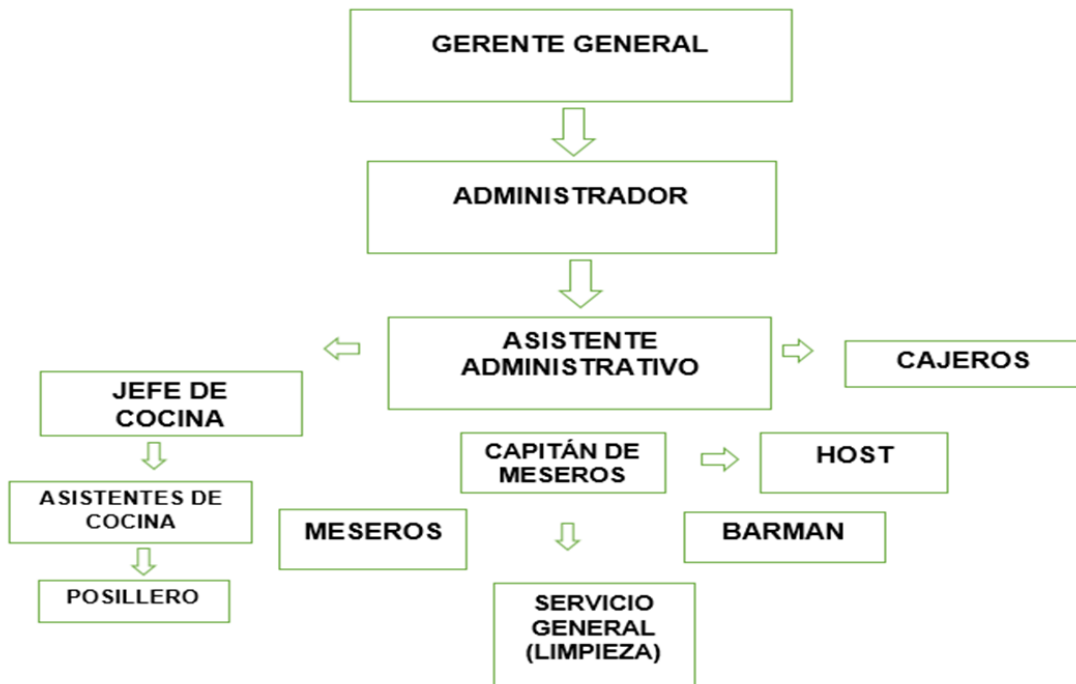 GERENTE GENERAL
ADMINISTRADOR
ASISTENTE
ADMINISTRATIVO
CAJEROS
JEFE DE
COCINA
CAPITÁN DE
MESEROS
HOST
ASISTENTES DE
COCINA
MESEROS
BARMAN
POSILLERO
SERVICIO
GENERAL
(LIMPIEZA)